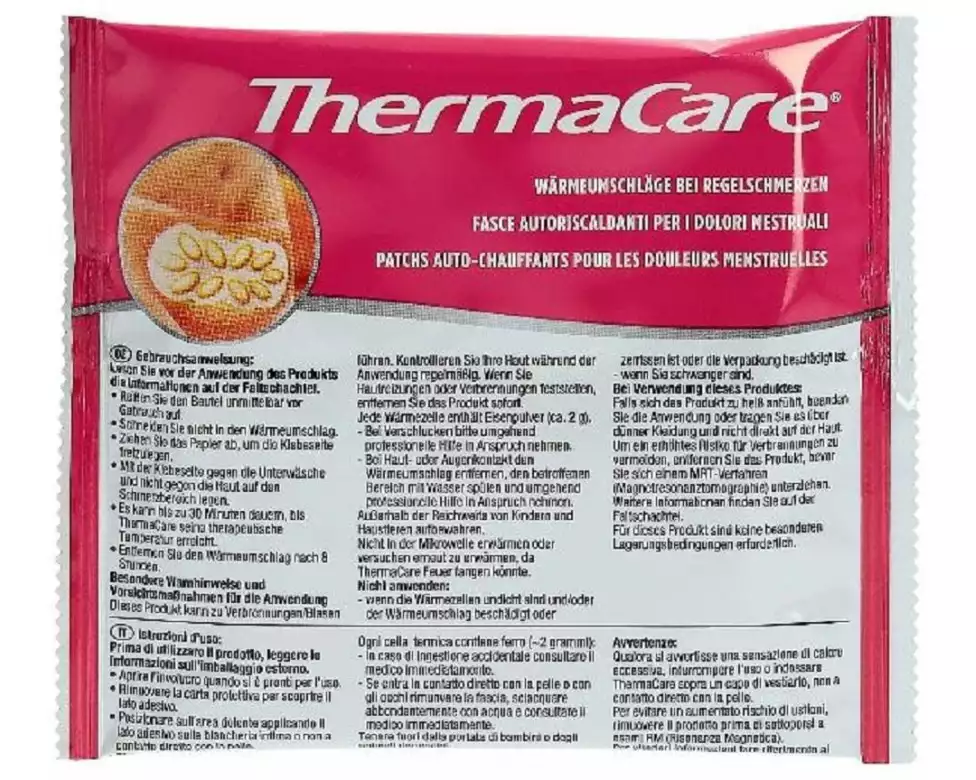 ThermaCare®
WÄRMEUMSCHLÄGE BEI REGELSCHMERZEN
FASCE AUTORISCALDANTI PER I DOLORI MESTRUALI
PATCHS AUTO-CHAUFFANTS POUR LES DOULEURS MENSTRUELLES
DE Gebrauchsanweisung:
Lesen Sie vor der Anwendung des Produkts
die Informationen auf der Faltschachtel.
• Reißen Sie den Beutel unmittelbar vor
Gebrauch auf.
• Schneiden Sie nicht in den Wärmeumschlag.
• Ziehen Sie das Papier ab, um die Klebeseite
freizulegen.
• Mit der Klebeseite gegen die Unterwäsche
und nicht gegen die Haut auf den
Schmerzbereich legen.
• Es kann bis zu 30 Minuten dauern, bis
ThermaCare seine therapeutische
Temperatur erreicht.
• Entfernen Sie den Wärmeumschlag nach 8
Stunden.
Besondere Warnhinweise und
Vorsichtsmaßnahmen für die Anwendung
Dieses Produkt kann zu Verbrennungen/Blasen
führen. Kontrollieren Sie Ihre Haut während der
Anwendung regelmäßig. Wenn Sie
Hautreizungen oder Verbrennungen feststellen,
entfernen Sie das Produkt sofort.
Jede Wärmezelle enthält Eisenpulver (ca. 2 g).
- Bei Verschlucken bitte umgehend
professionelle Hilfe in Anspruch nehmen.
- Bei Haut- oder Augenkontakt den
Wärmeumschlag entfernen, den betroffenen
Bereich mit Wasser spülen und umgehend
professionelle Hilfe in Anspruch nehmen.
Außerhalb der Reichweite von Kindern und
Haustieren aufbewahren.
Nicht in der Mikrowelle erwärmen oder
versuchen erneut zu erwärmen, da
ThermaCare Feuer fangen könnte.
Nicht anwenden:
- wenn die Wärmezellen undicht sind und/oder
der Wärmeumschlag beschädigt oder
zerrissen ist oder die Verpackung beschädigt ist.
- wenn Sie schwanger sind.
Bei Verwendung dieses Produktes:
Falls sich das Produkt zu heiß anfühlt, beenden
Sie die Anwendung oder tragen Sie es über
dünner Kleidung und nicht direkt auf der Haut.
Um ein erhöhtes Risiko für Verbrennungen zu
vermeiden, entfernen Sie das Produkt, bevor
Sie sich einem MRT-Verfahren
(Magnetresonanztomographie) unterziehen.
Weitere Informationen finden Sie auf der
Faltschachtel.
Für dieses Produkt sind keine besonderen
Lagerungsbedingungen erforderlich.
IT Istruzioni d'uso:
Prima di utilizzare il prodotto, leggere le
informazioni sull'imballaggio esterno.
• Aprire l'involucro quando si è pronti per l'uso.
• Rimuovere la carta protettiva per scoprire il
lato adesivo.
• Posizionare sull'area dolente applicando il
lato adesivo sulla biancheria intima o non a
contatto diretto con la pelle.
Ogni cella termica contiene ferro (~2 grammi):
- In caso di ingestione accidentale consultare il
medico immediatamente.
- Se entra in contatto diretto con la pelle o con
gli occhi rimuovere la fascia, sciacquare
abbondantemente con acqua e consultare il
medico immediatamente.
Tenere fuori dalla portata di bambini o degli
Avvertenze:
Qualora si avvertisse una sensazione di calore
eccessiva, interrompere l'uso o indossare
ThermaCare sopra un capo di vestiario, non a
contatto diretto con la pelle.
Per evitare un aumentato rischio di ustioni,
rimuovere il prodotto prima di sottoporsi a
esami RM (Risonanza Magnetica).
Per ulteriori informazioni fare riferimento al